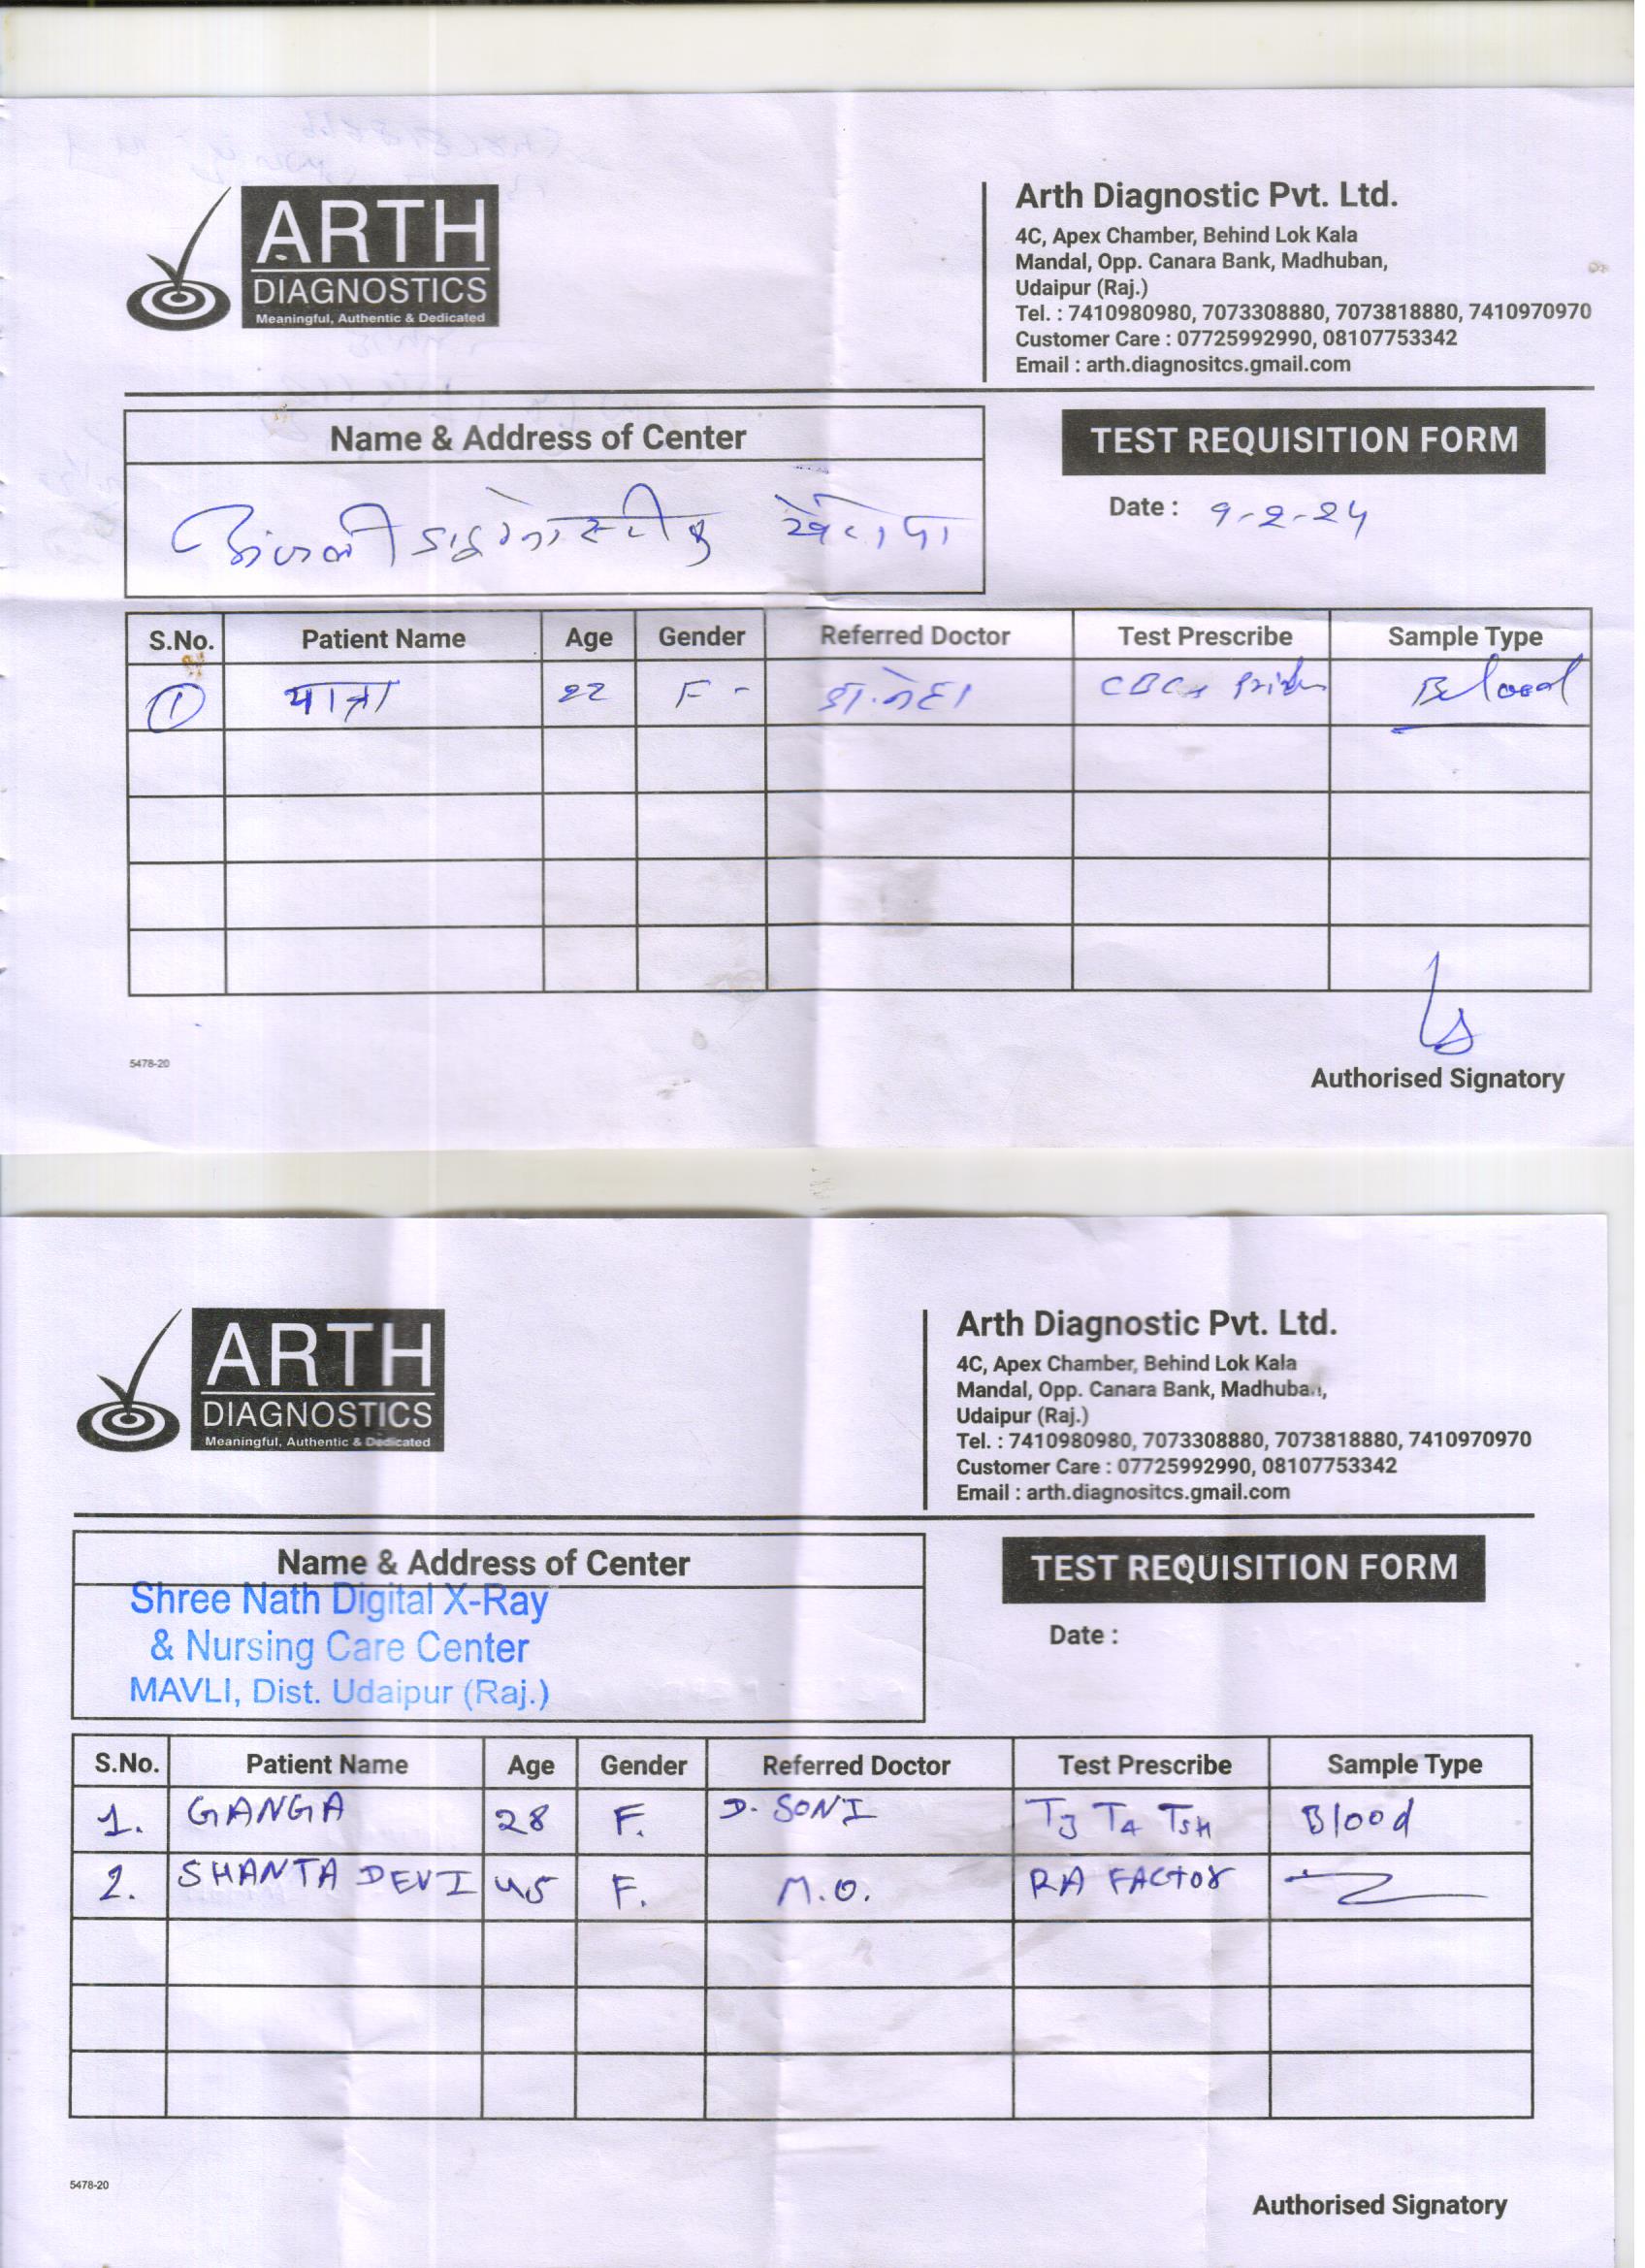 ARTH
DIAGNOSTICS
Meaningful, Authentic & Dedicated
Arth Diagnostic Pvt. Ltd.
4C, Apex Chamber, Behind Lok Kala
Mandal, Opp. Canara Bank, Madhuban,
Udaipur (Raj.)
Tel. : 7410980980, 7073308880, 7073818880, 7410970970
Customer Care : 07725992990, 08107753342
Email : arth.diagnositcs.gmail.com
Name & Address of Center
TEST REQUISITION FORM
Date : 9-2-24
S.No. Patient Name Age Gender Referred Doctor Test Prescribe Sample Type
1 22 F - CBC Blood
5478-20
Authorised Signatory
ARTH
DIAGNOSTICS
Meaningful, Authentic & Dedicated
Arth Diagnostic Pvt. Ltd.
4C, Apex Chamber, Behind Lok Kala
Mandal, Opp. Canara Bank, Madhuban,
Udaipur (Raj.)
Tel. : 7410980980, 7073308880, 7073818880, 7410970970
Customer Care : 07725992990, 08107753342
Email : arth.diagnositcs.gmail.com
Name & Address of Center
Shree Nath Digital X-Ray
& Nursing Care Center
MAVLI, Dist. Udaipur (Raj.)
TEST REQUISITION FORM
Date :
S.No. Patient Name Age Gender Referred Doctor Test Prescribe Sample Type
1. GANGA 28 F. D. SONI T3 T4 TSH Blood
2. SHANTA DEVI 45 F. M.O. RA FACTOR
5478-20
Authorised Signatory